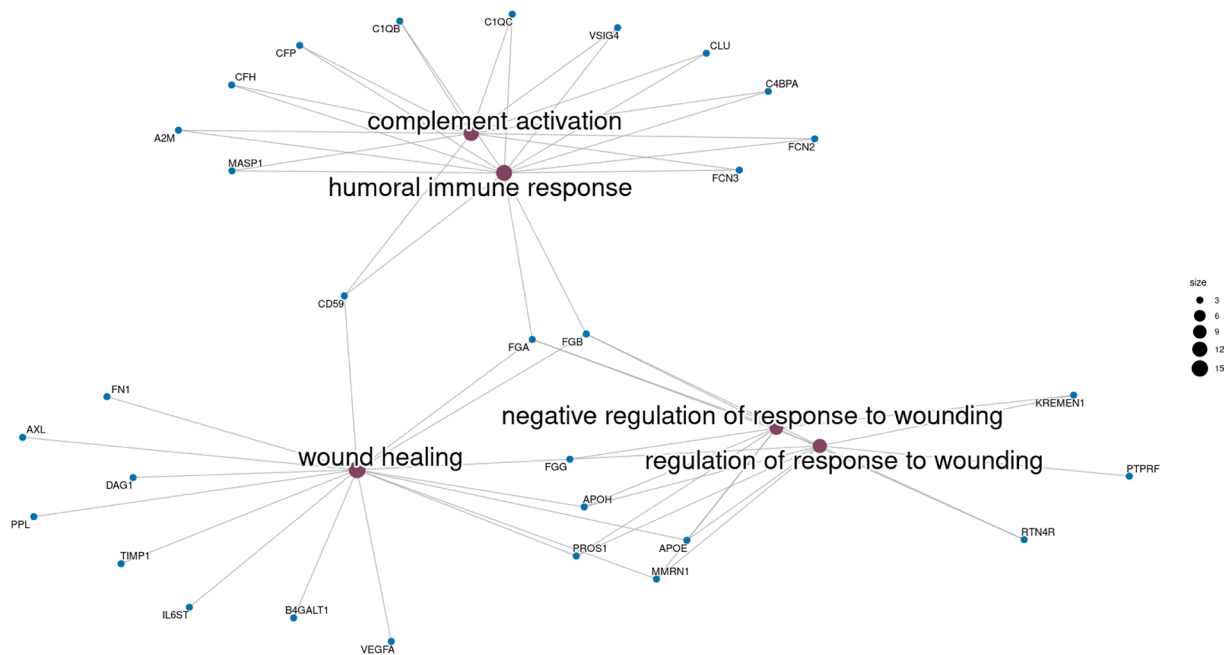 C1QC
C1QB
VSIG4
CLU
CFP
CFH
C4BPA
complement activation
A2M
FCN2
MASP1
FCN3
humoral immune response
size
3
6
9
12
15
CD59
FGA
FGB
FN1
KREMEN1
negative regulation of response to wounding
AXL
wound healing
regulation of response to wounding
FGG
PTPRF
DAG1
APOH
PPL
RTN4R
PROS1
APOE
TIMP1
MMRN1
IL6ST
B4GALT1
VEGFA